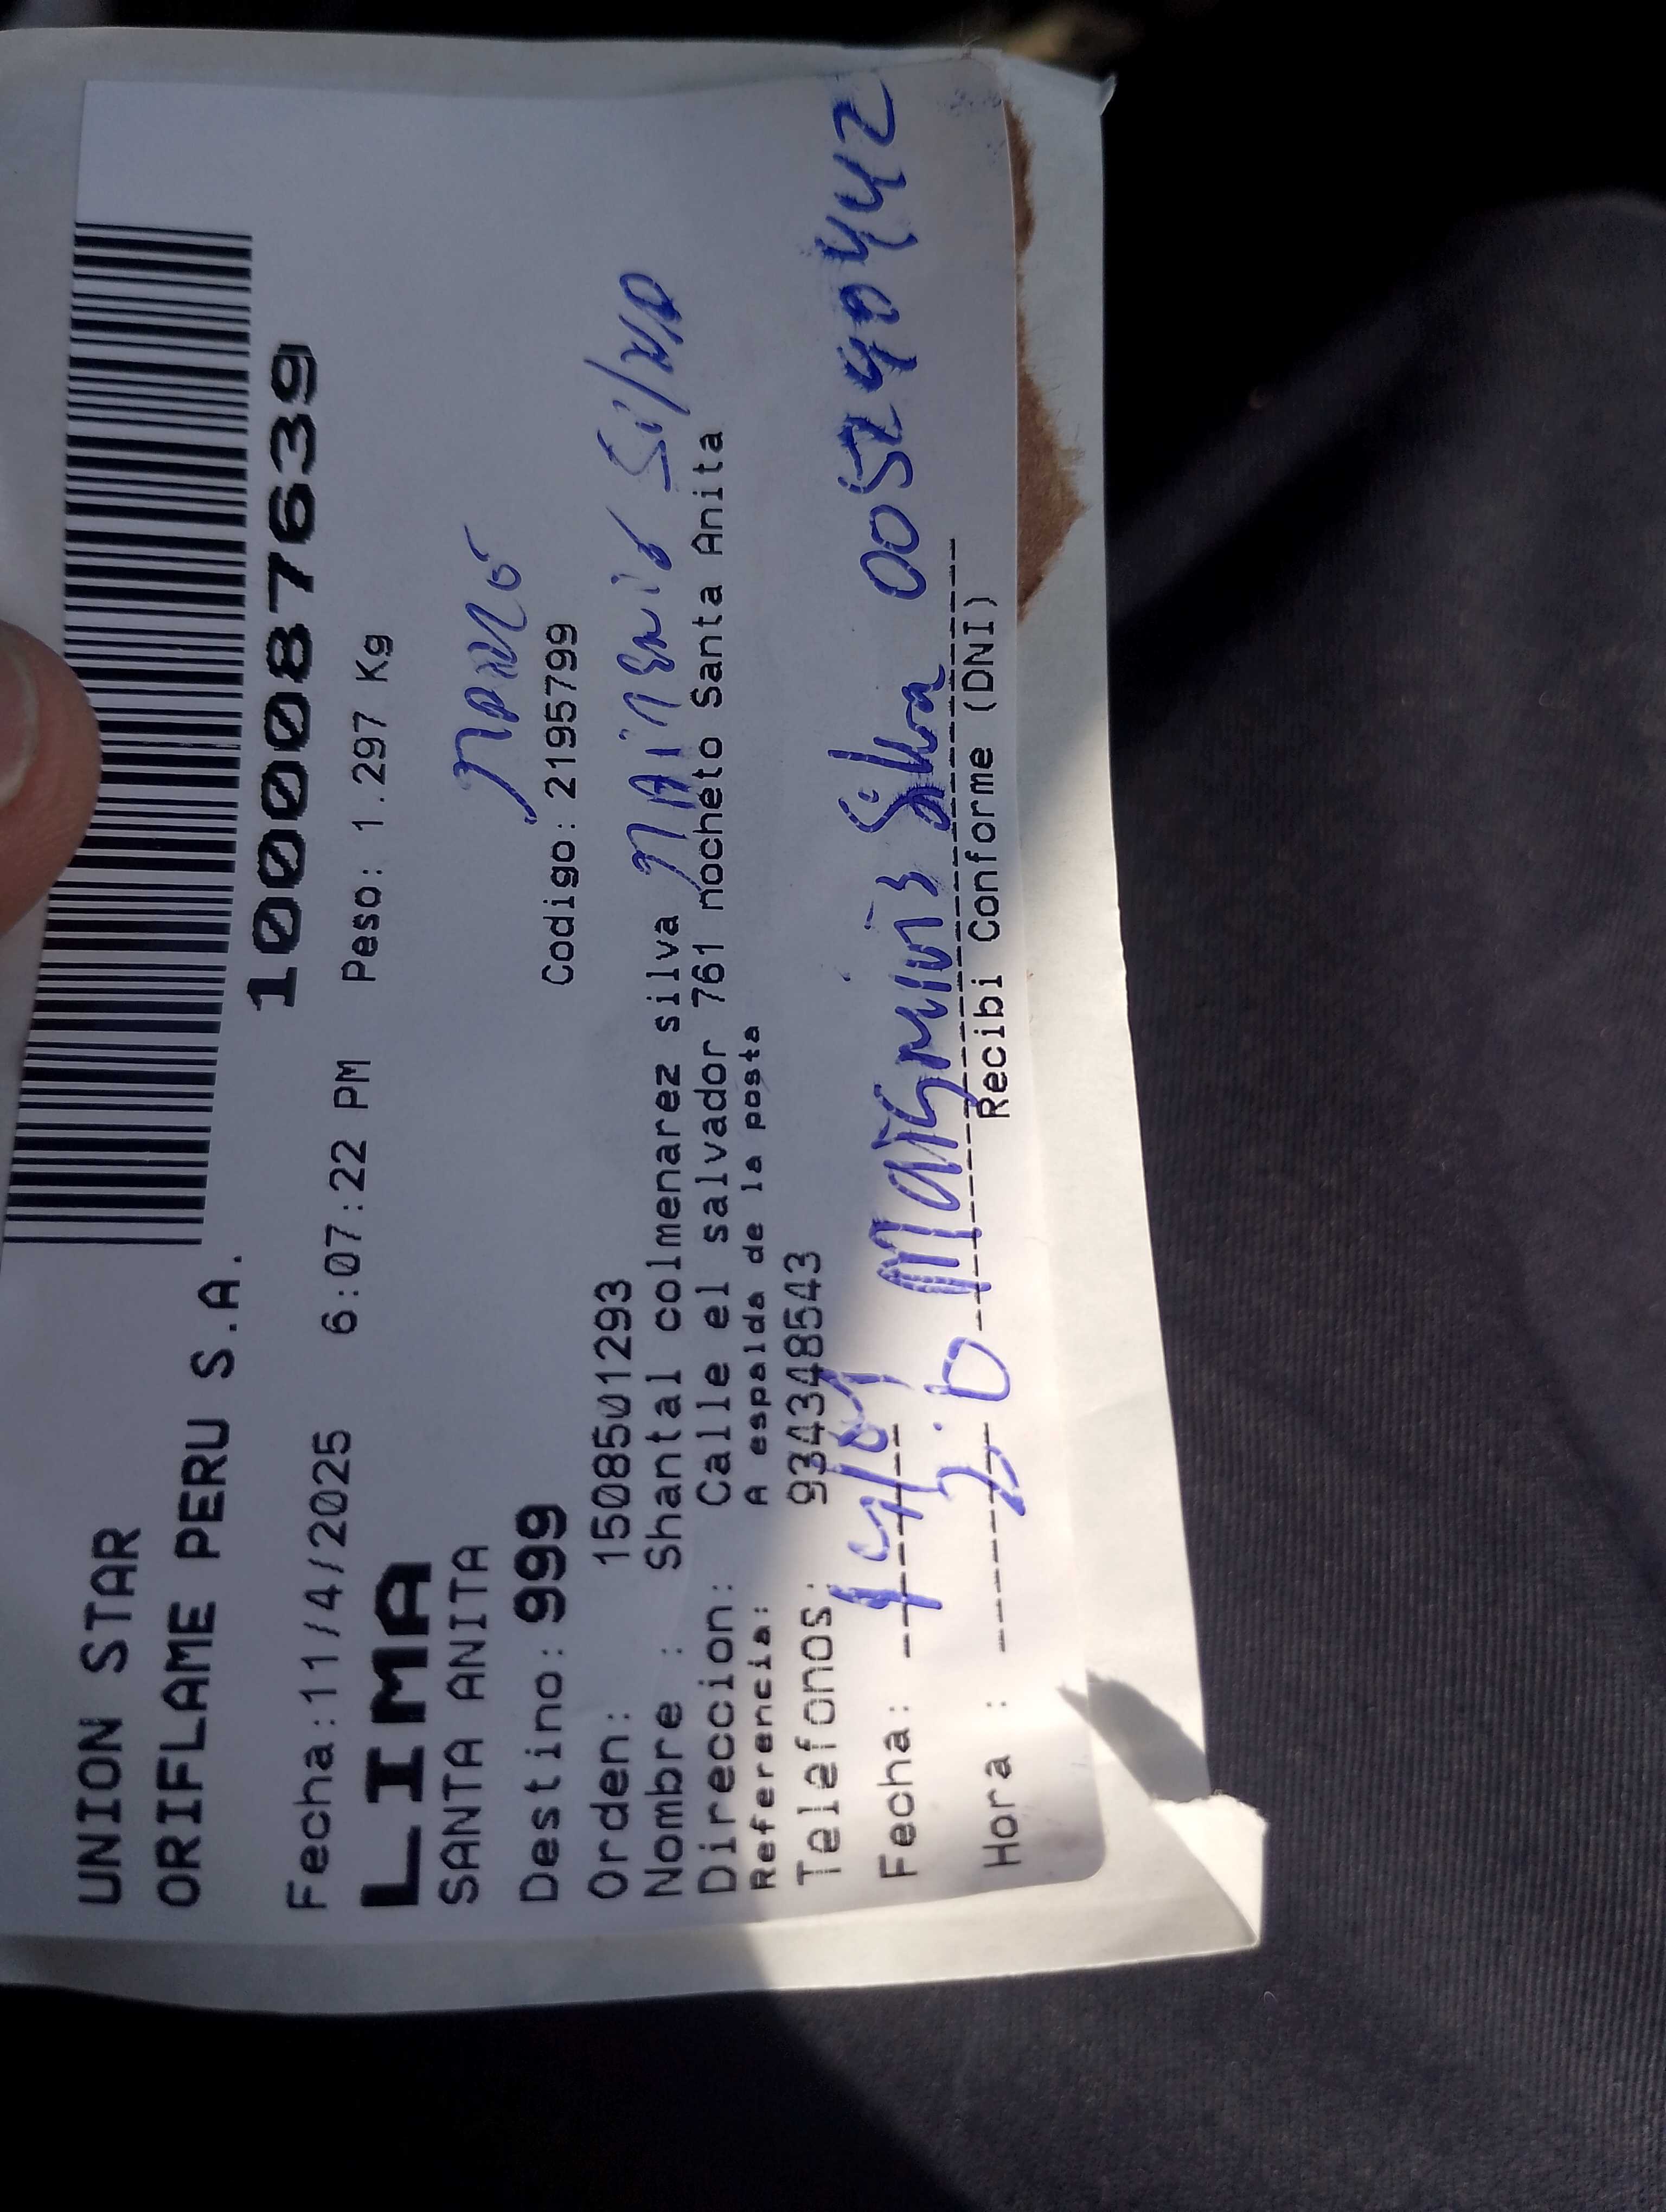 UNION STAR
ORIFLAME PERU S.A.
100087639
Fecha:11/4/2025 6:07:22 PM Peso: 1.297 Kg
LIMA
SANTA ANITA
Destino: 999 Codigo: 2195799
Orden: 1508501293
Nombre : Shantal colmenarez silva
Direccion: Calle el salvador 761 nocheto Santa Anita
Referencia: A espalda de la posta
Telefonos: 934348543
Fecha:
Hora :
Silva
Recibi Conforme (DNI)